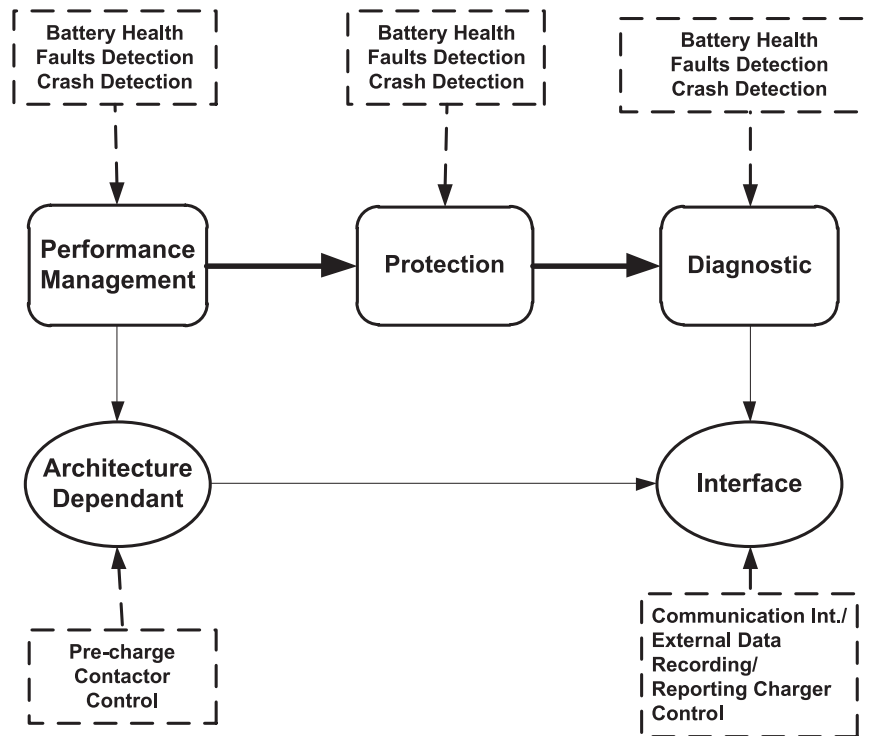 Battery Health
Faults Detection
Crash Detection
Battery Health
Faults Detection
Crash Detection
Battery Health
Faults Detection
Crash Detection
Performance
Management
Protection
Diagnostic
Architecture
Dependant
Interface
Pre-charge
Contactor
Control
Communication Int./
External Data
Recording/
Reporting Charger
Control